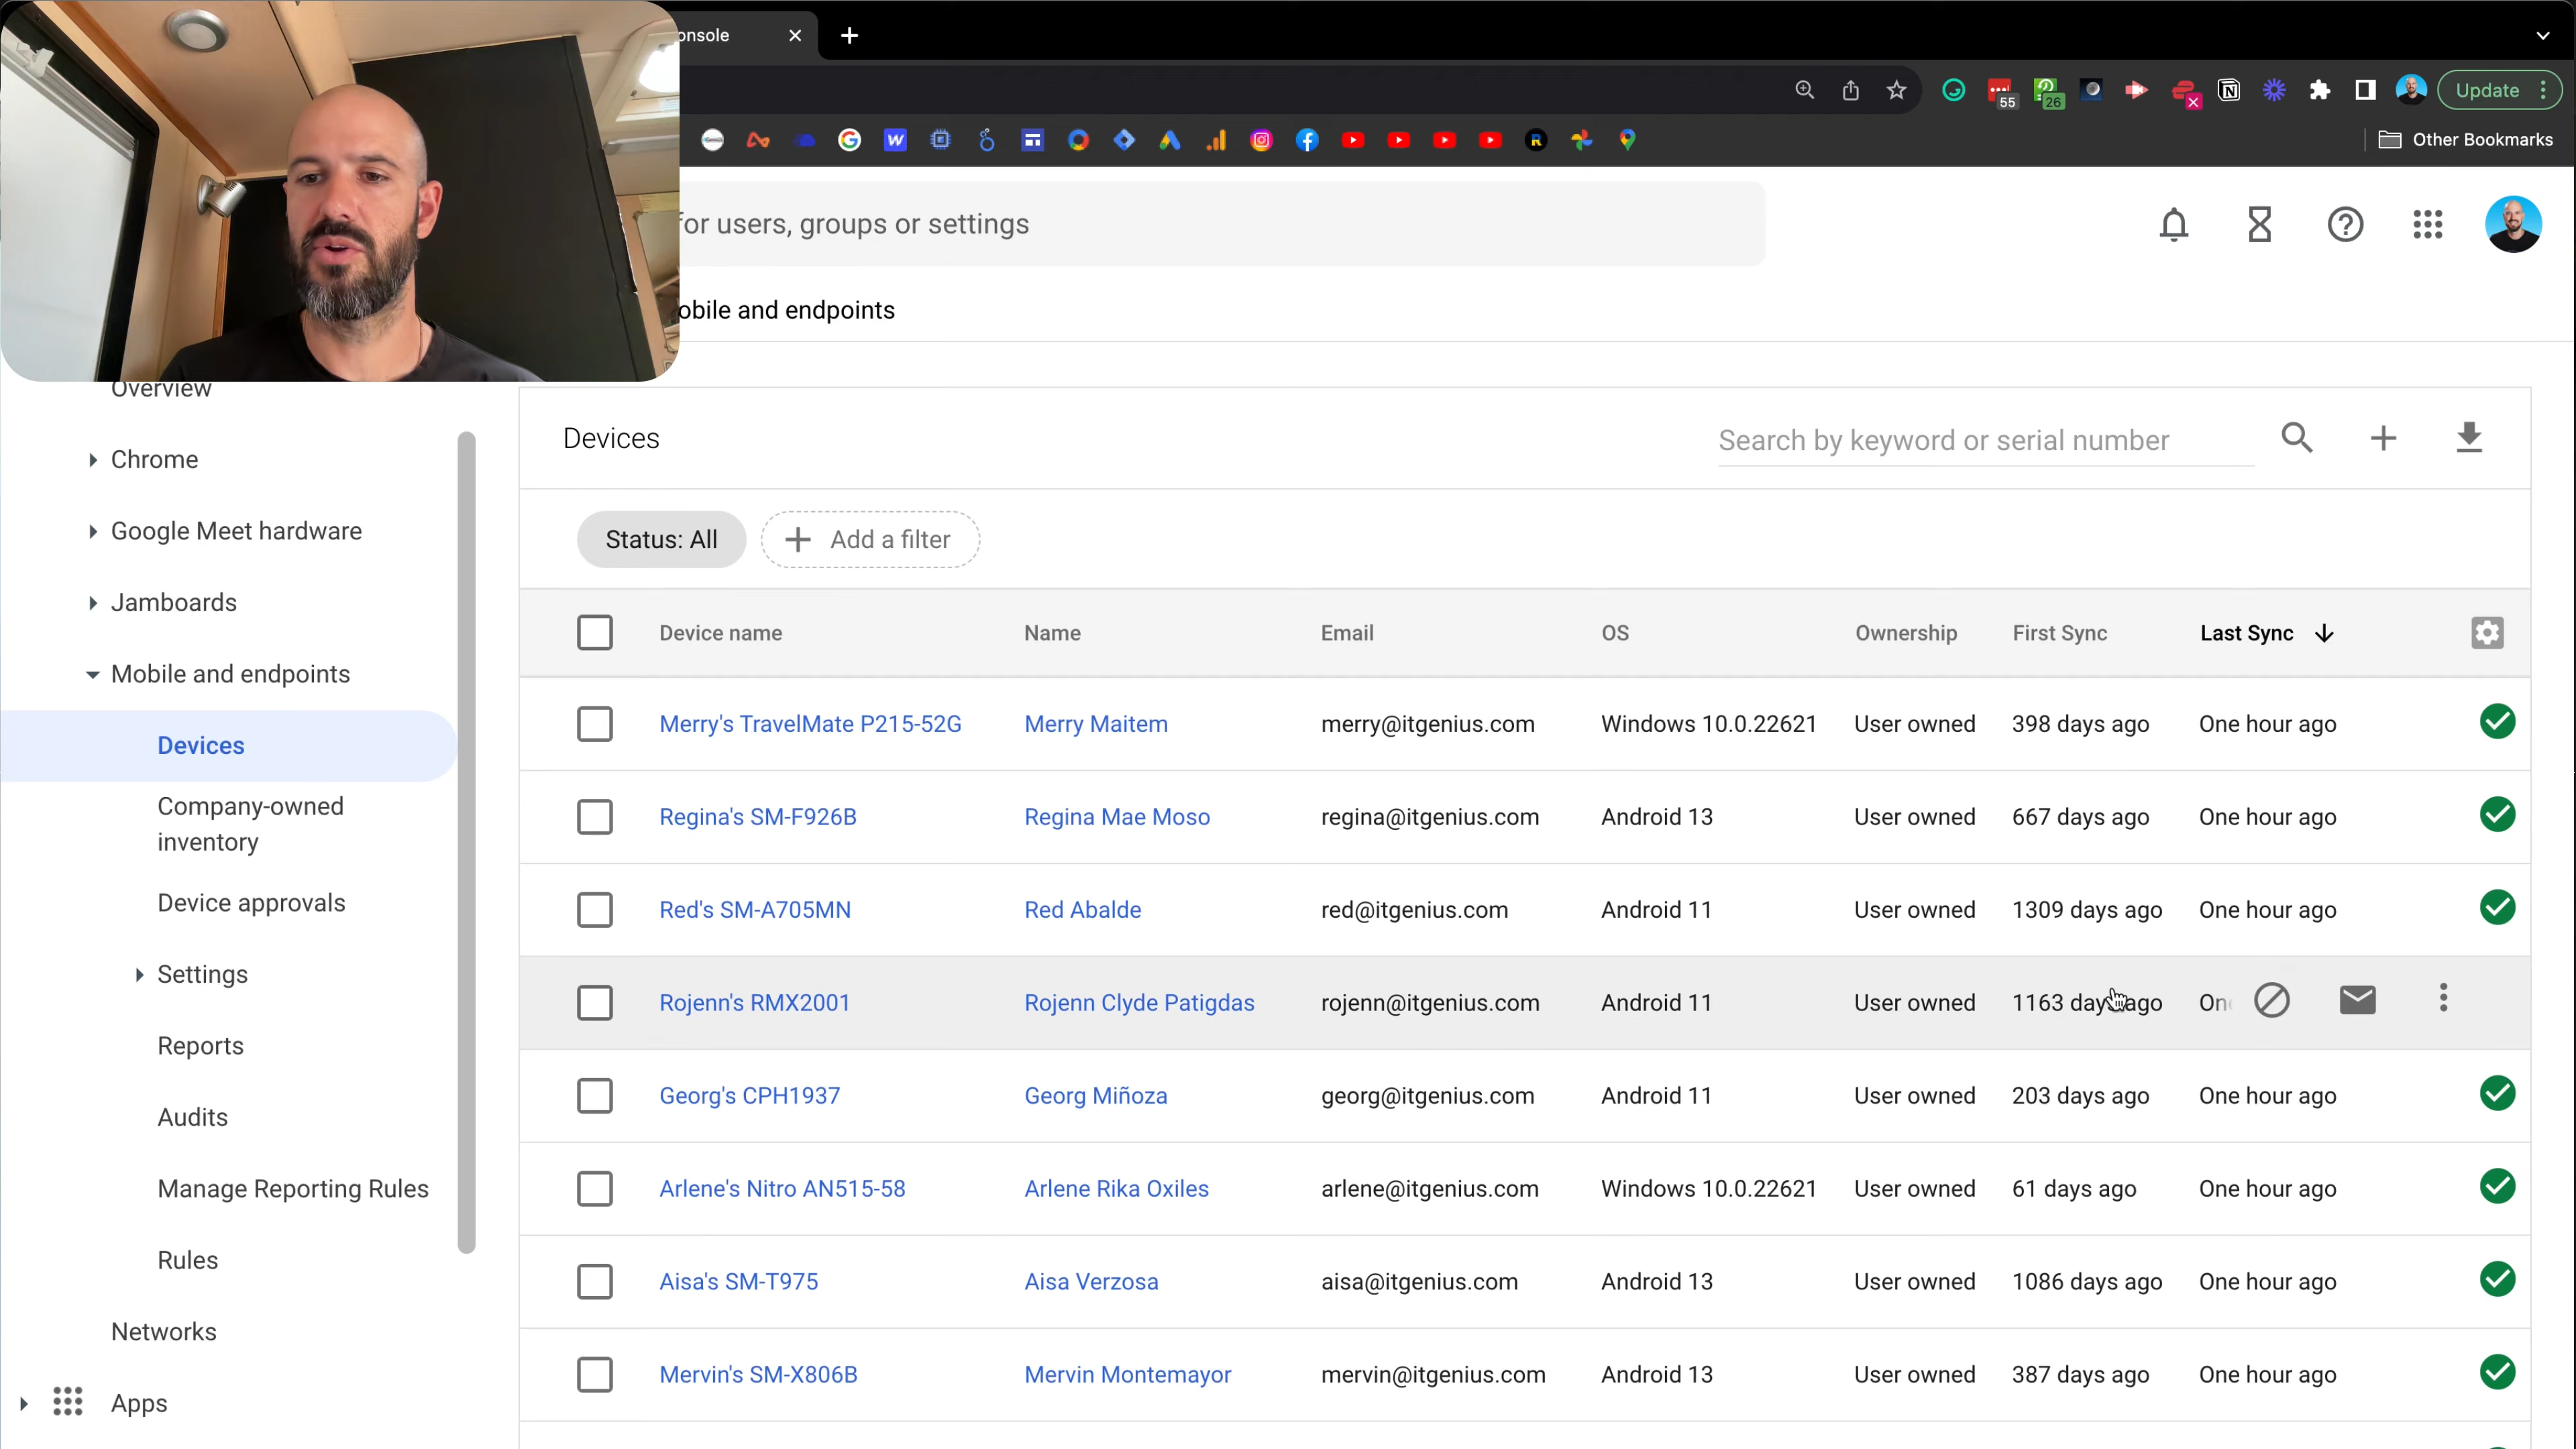 onsole
55
26
Update
Other Bookmarks
for users, groups or settings
obile and endpoints
Overview
Chrome
Google Meet hardware
Jamboards
Mobile and endpoints
Devices
Company-owned
inventory
Device approvals
Settings
Reports
Audits
Manage Reporting Rules
Rules
Networks
Apps
Devices
Search by keyword or serial number
Status: All
Add a filter
Device name Name Email OS Ownership First Sync Last Sync
Merry's TravelMate P215-52G Merry Maitem merry@itgenius.com Windows 10.0.22621 User owned 398 days ago One hour ago
Regina's SM-F926B Regina Mae Moso regina@itgenius.com Android 13 User owned 667 days ago One hour ago
Red's SM-A705MN Red Abalde red@itgenius.com Android 11 User owned 1309 days ago One hour ago
Rojenn's RMX2001 Rojenn Clyde Patigdas rojenn@itgenius.com Android 11 User owned 1163 days ago One
Georg's CPH1937 Georg Miñoza georg@itgenius.com Android 11 User owned 203 days ago One hour ago
Arlene's Nitro AN515-58 Arlene Rika Oxiles arlene@itgenius.com Windows 10.0.22621 User owned 61 days ago One hour ago
Aisa's SM-T975 Aisa Verzosa aisa@itgenius.com Android 13 User owned 1086 days ago One hour ago
Mervin's SM-X806B Mervin Montemayor mervin@itgenius.com Android 13 User owned 387 days ago One hour ago